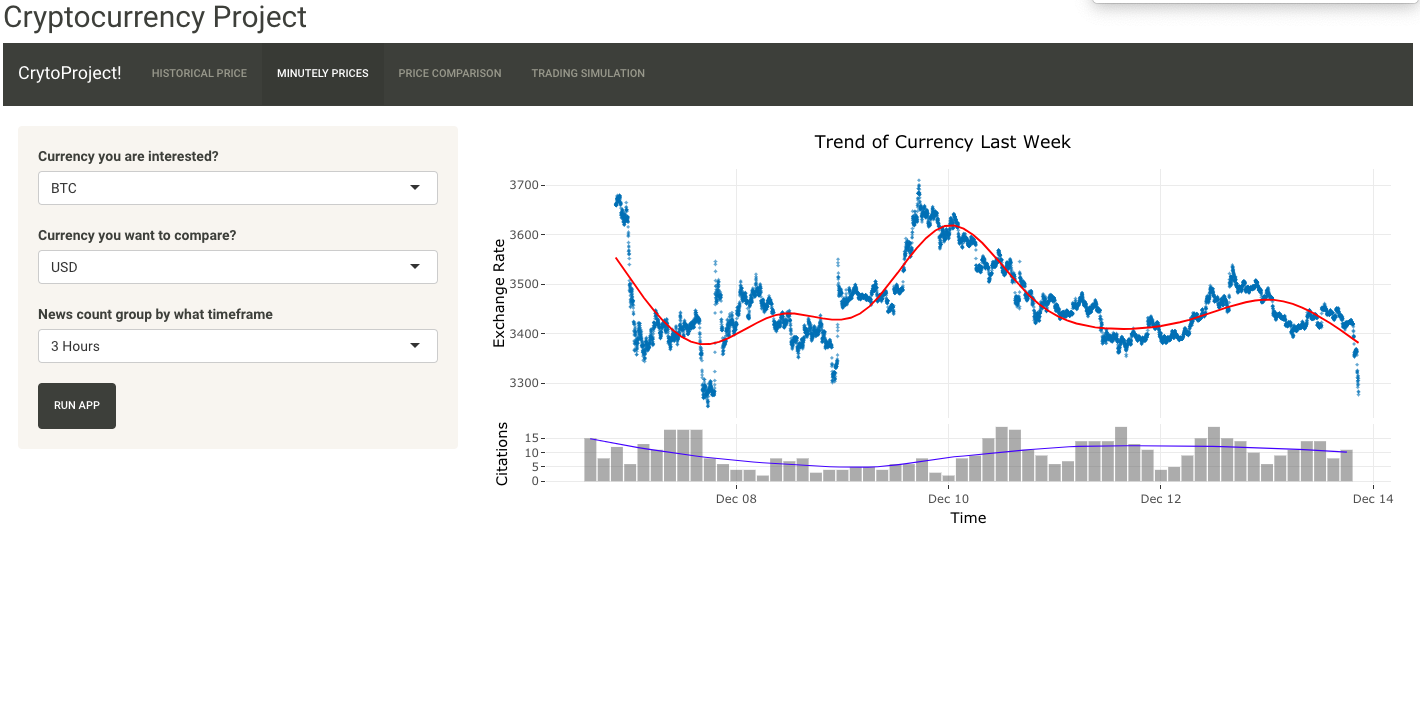 Cryptocurrency Project
CrytoProject! HISTORICAL PRICE MINUTELY PRICES PRICE COMPARISON TRADING SIMULATION
Currency you are interested?
BTC
Currency you want to compare?
USD
News count group by what timeframe
3 Hours
RUN APP
Trend of Currency Last Week
Exchange Rate
3700
3600
3500
3400
3300
Citations
15
10
5
0
Dec 08 Dec 10 Dec 12 Dec 14
Time